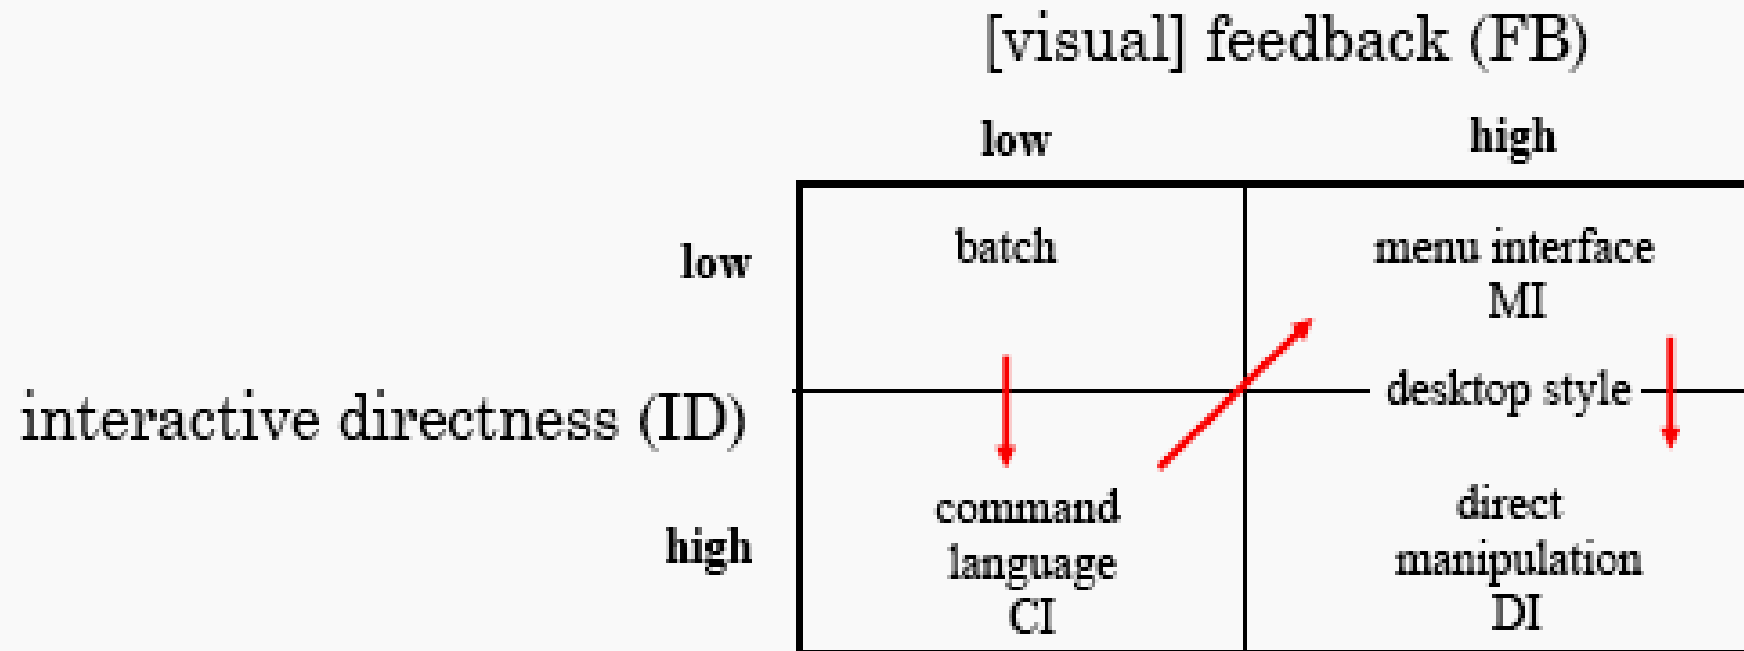 [visual] feedback (FB)
low high
low
batch
menu interface
MI
interactive directness (ID)
desktop style
high
command
language
CI
direct
manipulation
DI